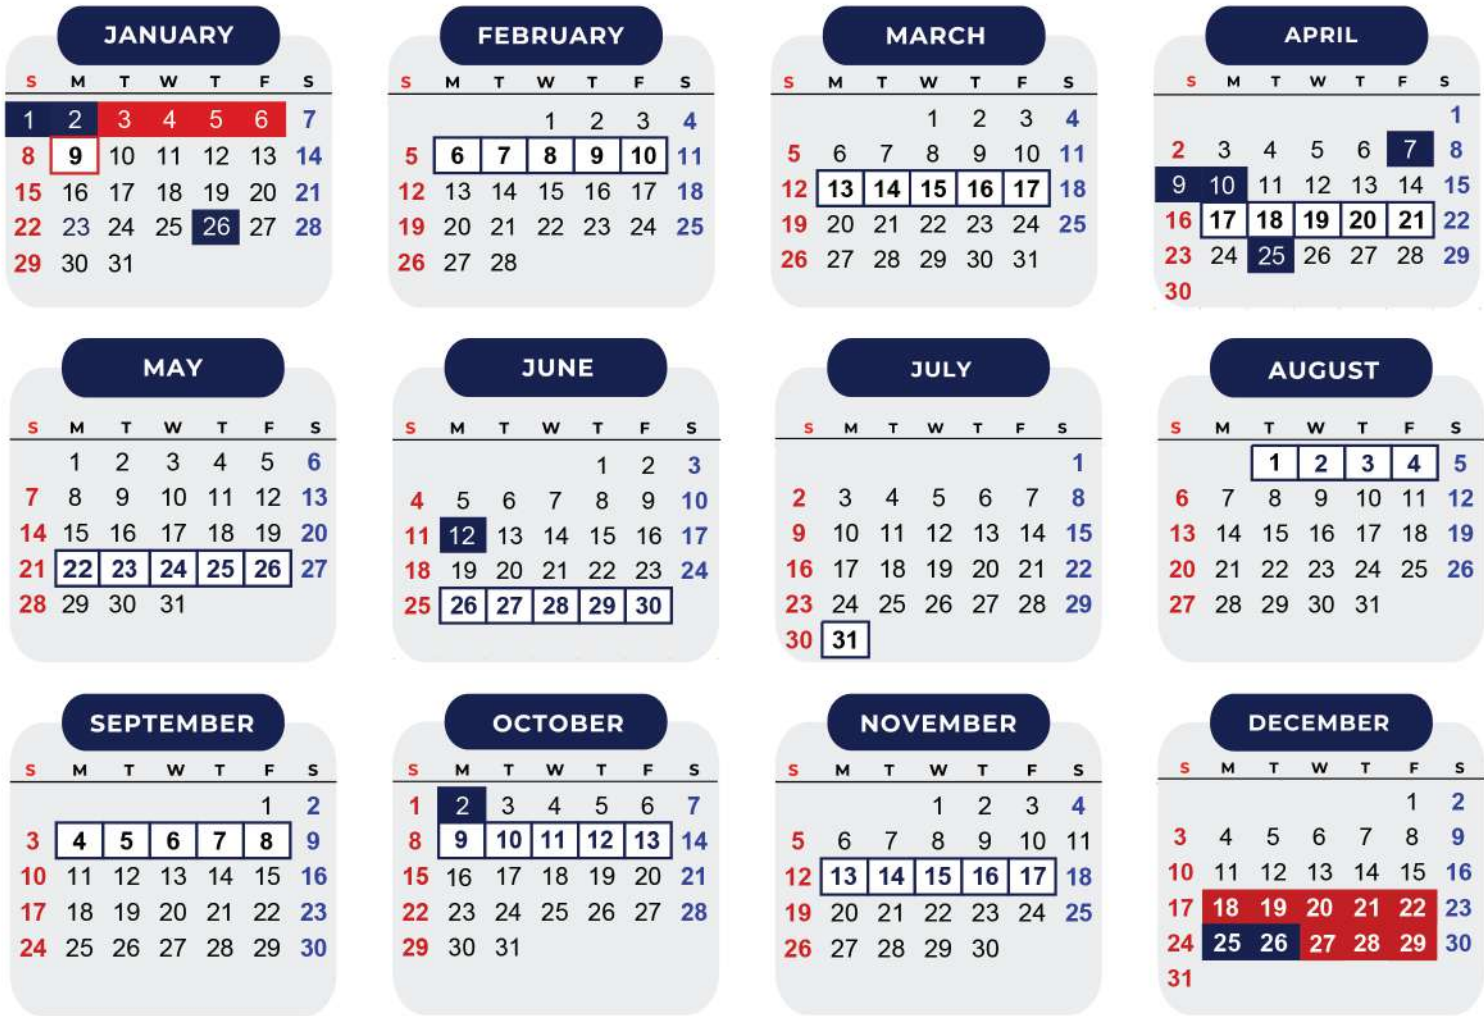 JANUARY
S M T W T F S
1 2 3 4 5 6 7
8 9 10 11 12 13 14
15 16 17 18 19 20 21
22 23 24 25 26 27 28
29 30 31
FEBRUARY
S M T W T F S
1 2 3 4
5 6 7 8 9 10 11
12 13 14 15 16 17 18
19 20 21 22 23 24 25
26 27 28
MARCH
S M T W T F S
1 2 3 4
5 6 7 8 9 10 11
12 13 14 15 16 17 18
19 20 21 22 23 24 25
26 27 28 29 30 31
APRIL
S M T W T F S
1
2 3 4 5 6 7 8
9 10 11 12 13 14 15
16 17 18 19 20 21 22
23 24 25 26 27 28 29
30
MAY
S M T W T F S
1 2 3 4 5 6
7 8 9 10 11 12 13
14 15 16 17 18 19 20
21 22 23 24 25 26 27
28 29 30 31
JUNE
S M T W T F S
1 2 3
4 5 6 7 8 9 10
11 12 13 14 15 16 17
18 19 20 21 22 23 24
25 26 27 28 29 30
JULY
S M T W T F S
1
2 3 4 5 6 7 8
9 10 11 12 13 14 15
16 17 18 19 20 21 22
23 24 25 26 27 28 29
30 31
AUGUST
S M T W T F S
1 2 3 4 5
6 7 8 9 10 11 12
13 14 15 16 17 18 19
20 21 22 23 24 25 26
27 28 29 30 31
SEPTEMBER
S M T W T F S
1 2
3 4 5 6 7 8 9
10 11 12 13 14 15 16
17 18 19 20 21 22 23
24 25 26 27 28 29 30
OCTOBER
S M T W T F S
1 2 3 4 5 6 7
8 9 10 11 12 13 14
15 16 17 18 19 20 21
22 23 24 25 26 27 28
29 30 31
NOVEMBER
S M T W T F S
1 2 3 4
5 6 7 8 9 10 11
12 13 14 15 16 17 18
19 20 21 22 23 24 25
26 27 28 29 30
DECEMBER
S M T W T F S
1 2
3 4 5 6 7 8 9
10 11 12 13 14 15 16
17 18 19 20 21 22 23
24 25 26 27 28 29 30
31